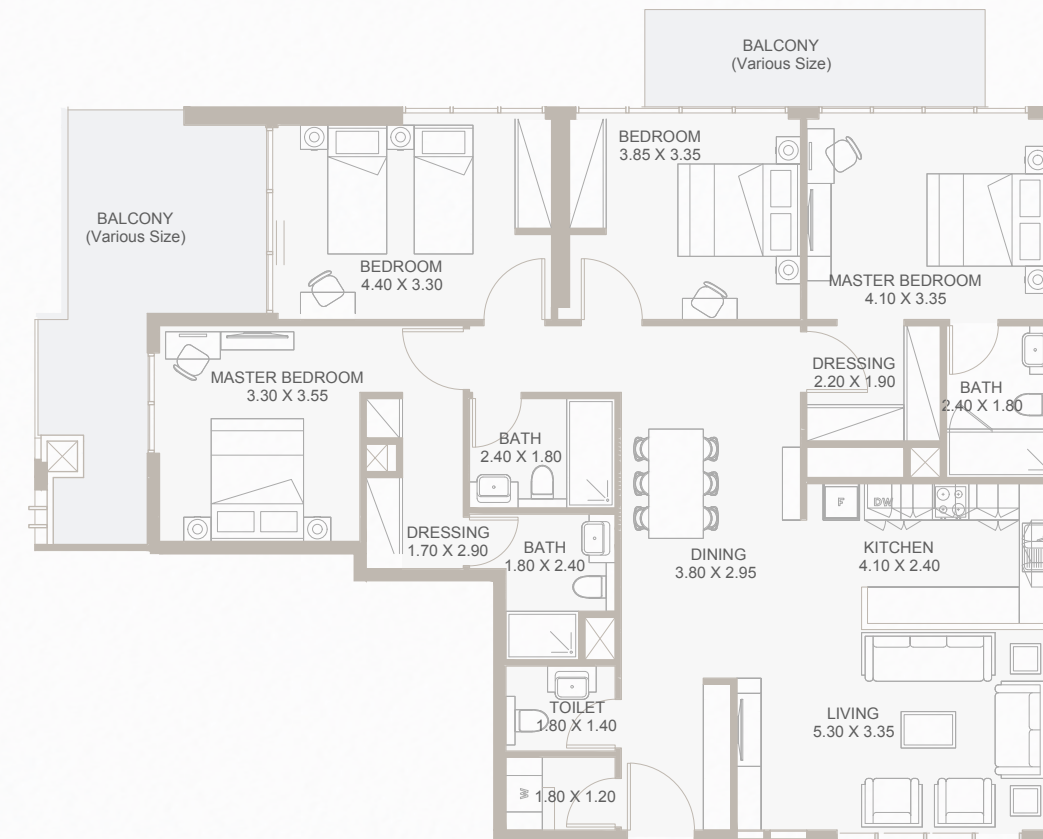 BALCONY
(Various Size)
BEDROOM
3.85 X 3.35
BALCONY
(Various Size)
BEDROOM
4.40 X 3.30
MASTER BEDROOM
4.10 X 3.35
MASTER BEDROOM
3.30 X 3.55
DRESSING
2.20 X 1.90
BATH
2.40 X 1.80
BATH
2.40 X 1.80
F
DW
DRESSING
1.70 X 2.90
BATH
1.80 X 2.40
DINING
3.80 X 2.95
KITCHEN
4.10 X 2.40
TOILET
1.80 X 1.40
LIVING
5.30 X 3.35
W
1.80 X 1.20